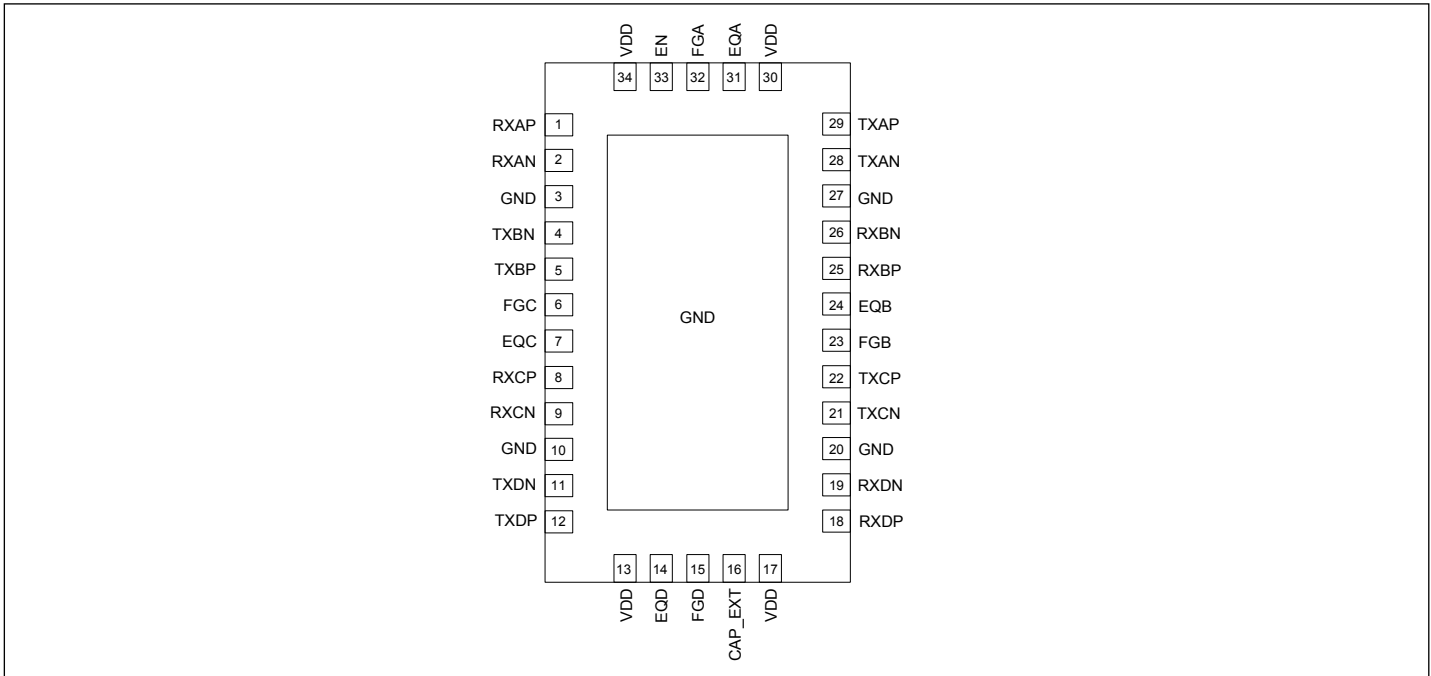 VDD EN FGA EQA VDD
34 33 32 31 30
RXAP 1 29 TXAP
RXAN 2 28 TXAN
GND 3 27 GND
TXBN 4 26 RXBN
TXBP 5 25 RXBP
FGC 6 24 EQB
GND
EQC 7 23 FGB
RXCP 8 22 TXCP
RXCN 9 21 TXCN
GND 10 20 GND
TXDN 11 19 RXDN
TXDP 12 18 RXDP
13 14 15 16 17
VDD EQD FGD CAP_EXT VDD